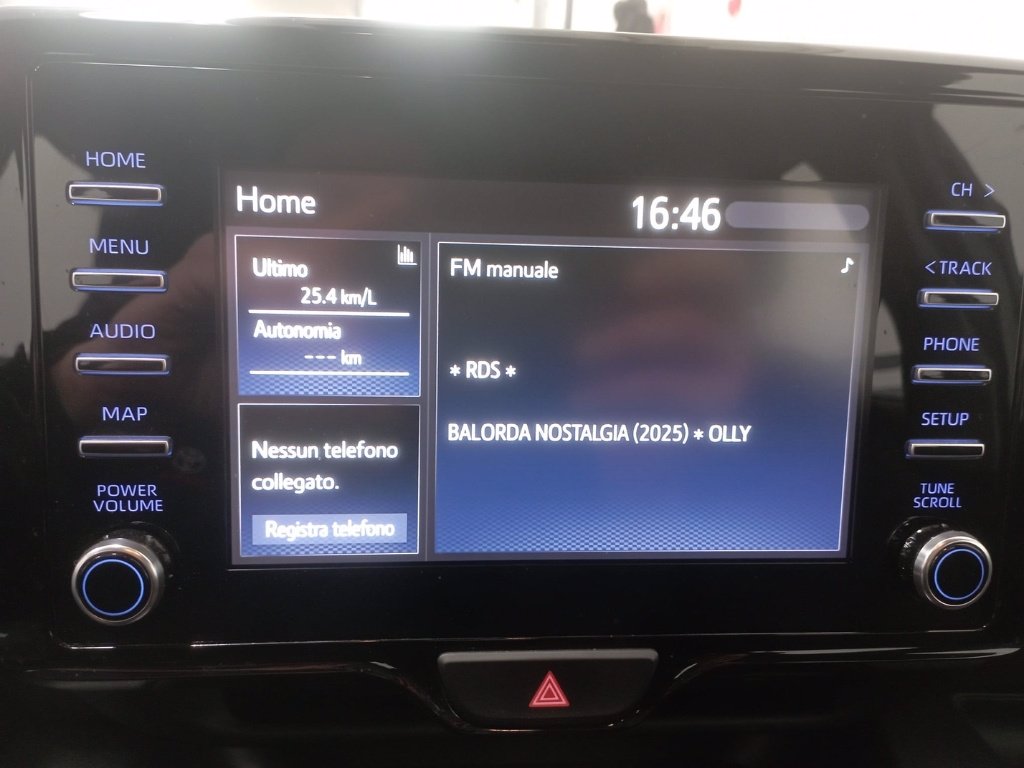 HOME
MENU
AUDIO
MAP
POWER
VOLUME
Home
16:46
Ultimo
25.4 km/L
Autonomia
--- km
Nessun telefono
collegato.
Registra telefono
FM manuale
* RDS *
BALORDA NOSTALGIA (2025) * OLLY
CH >
< TRACK
PHONE
SETUP
TUNE
SCROLL